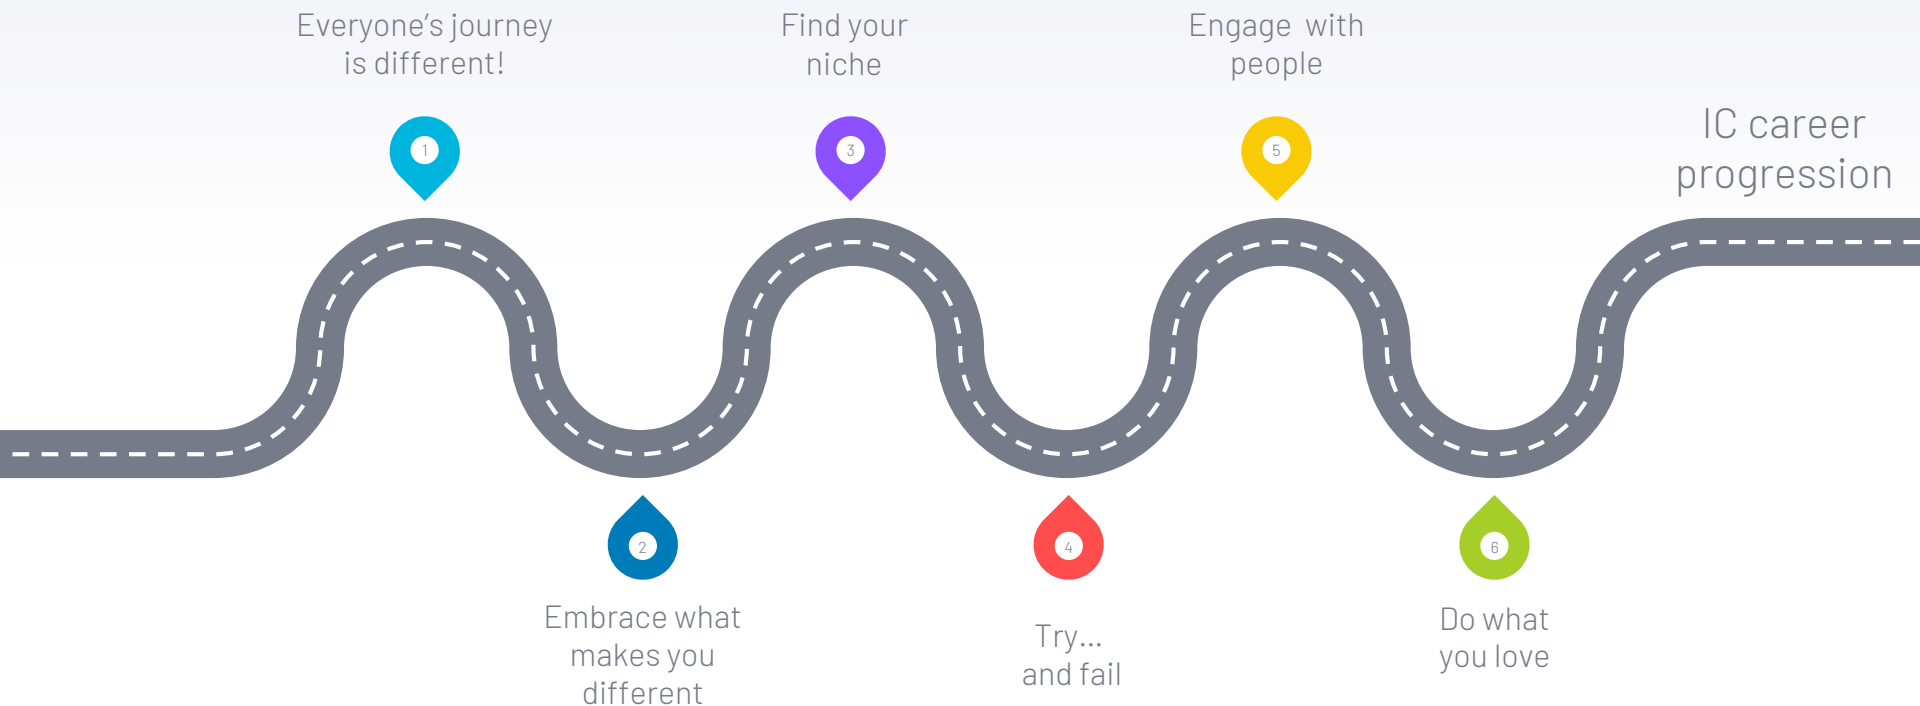 Everyone’s journey
is different!
Find your
niche
Engage  with
people
IC career
progression
1
3
5
2
4
6
Embrace what
makes you
different
Try...
and fail
Do what
you love